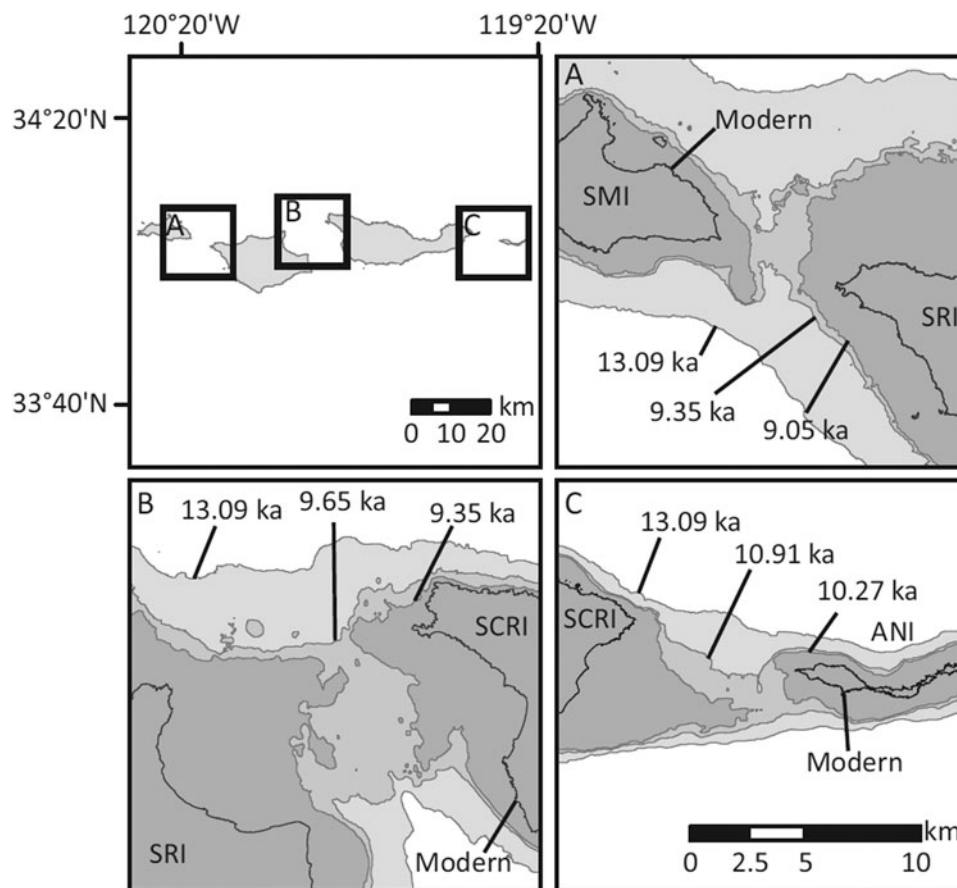 120°20'W
119°20'W
34°20'N
33°40'N
A
B
C
km
0 10 20
A
Modern
SMI
SRI
13.09 ka
9.35 ka
9.05 ka
B
13.09 ka
9.65 ka
9.35 ka
SCRI
SRI
Modern
C
13.09 ka
10.91 ka
10.27 ka
SCRI
ANI
Modern
km
0 2.5 5 10